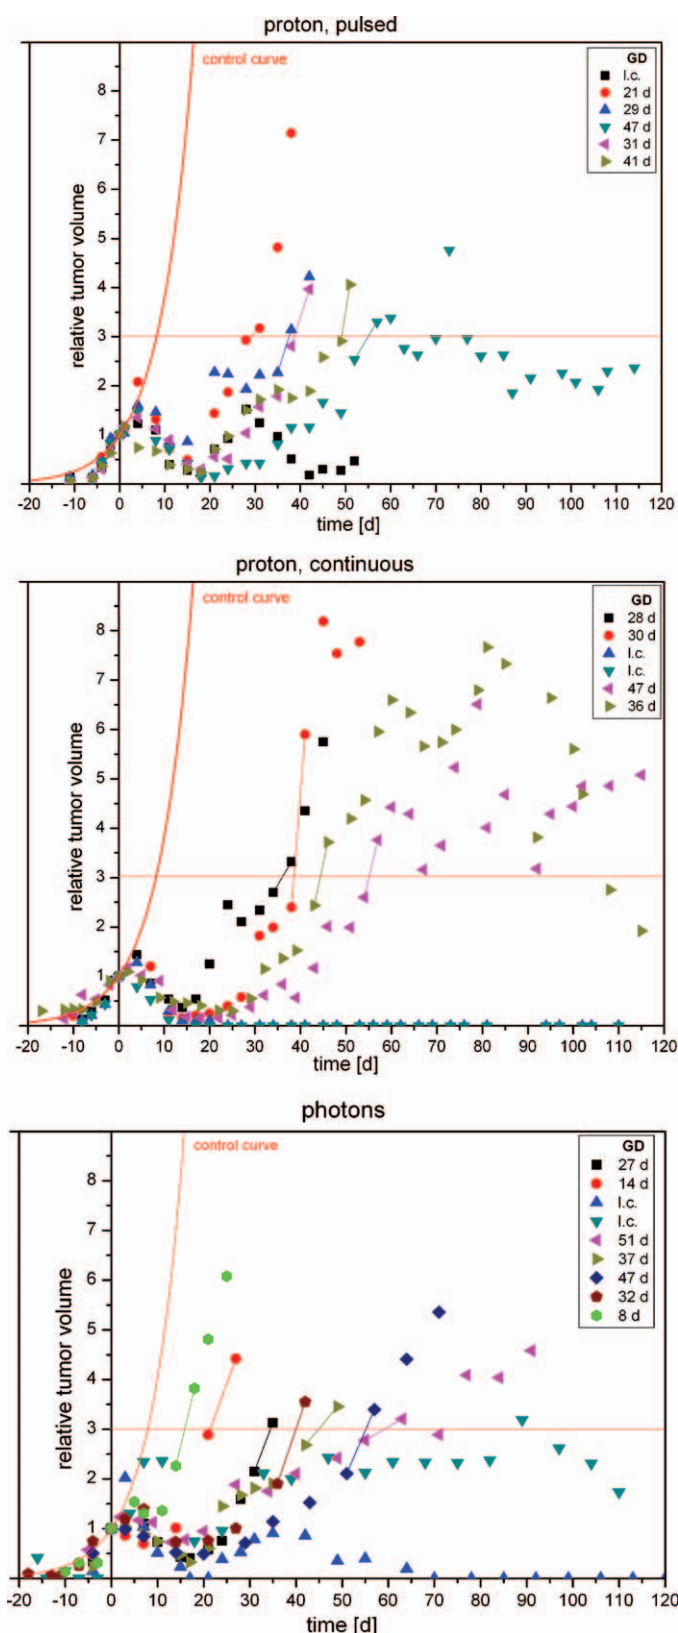 proton, pulsed
control curve
GD
l.c.
21 d
29 d
47 d
31 d
41 d
relative tumor volume
8
7
6
5
4
3
2
1
-20 -10 0 10 20 30 40 50 60 70 80 90 100 110 120
time [d]
proton, continuous
control curve
GD
28 d
30 d
l.c.
l.c.
47 d
36 d
relative tumor volume
8
7
6
5
4
3
2
1
-20 -10 0 10 20 30 40 50 60 70 80 90 100 110 120
time [d]
photons
control curve
GD
27 d
14 d
l.c.
l.c.
51 d
37 d
47 d
32 d
8 d
relative tumor volume
8
7
6
5
4
3
2
1
-20 -10 0 10 20 30 40 50 60 70 80 90 100 110 120
time [d]